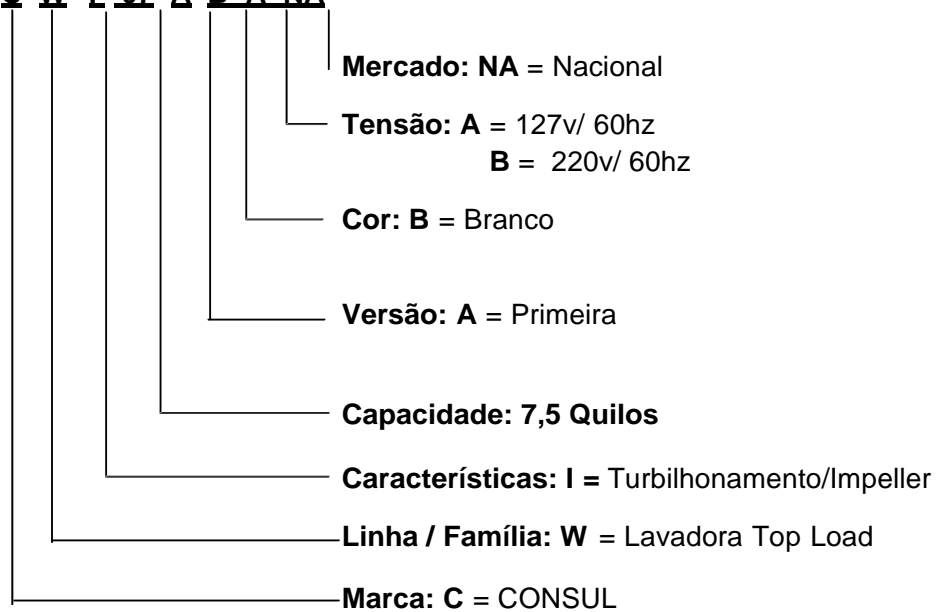 Mercado: NA = Nacional
Tensão: A = 127v/ 60hz
B = 220v/ 60hz
Cor: B = Branco
Versão: A = Primeira
Capacidade: 7,5 Quilos
Características: I = Turbilhonamento/Impeller
Linha / Família: W = Lavadora Top Load
Marca: C = CONSUL